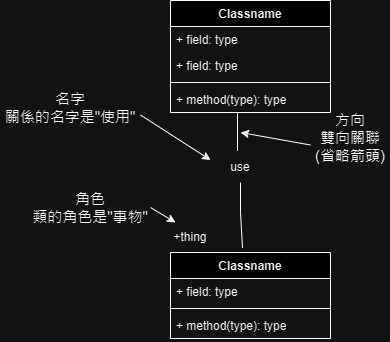 Classname
+ field: type
+ field: type
+ method(type): type
名字
關係的名字是"使用"
方向
雙向關聯
(省略箭頭)
use
角色
類的角色是"事物"
+thing
Classname
+ field: type
+ method(type): type